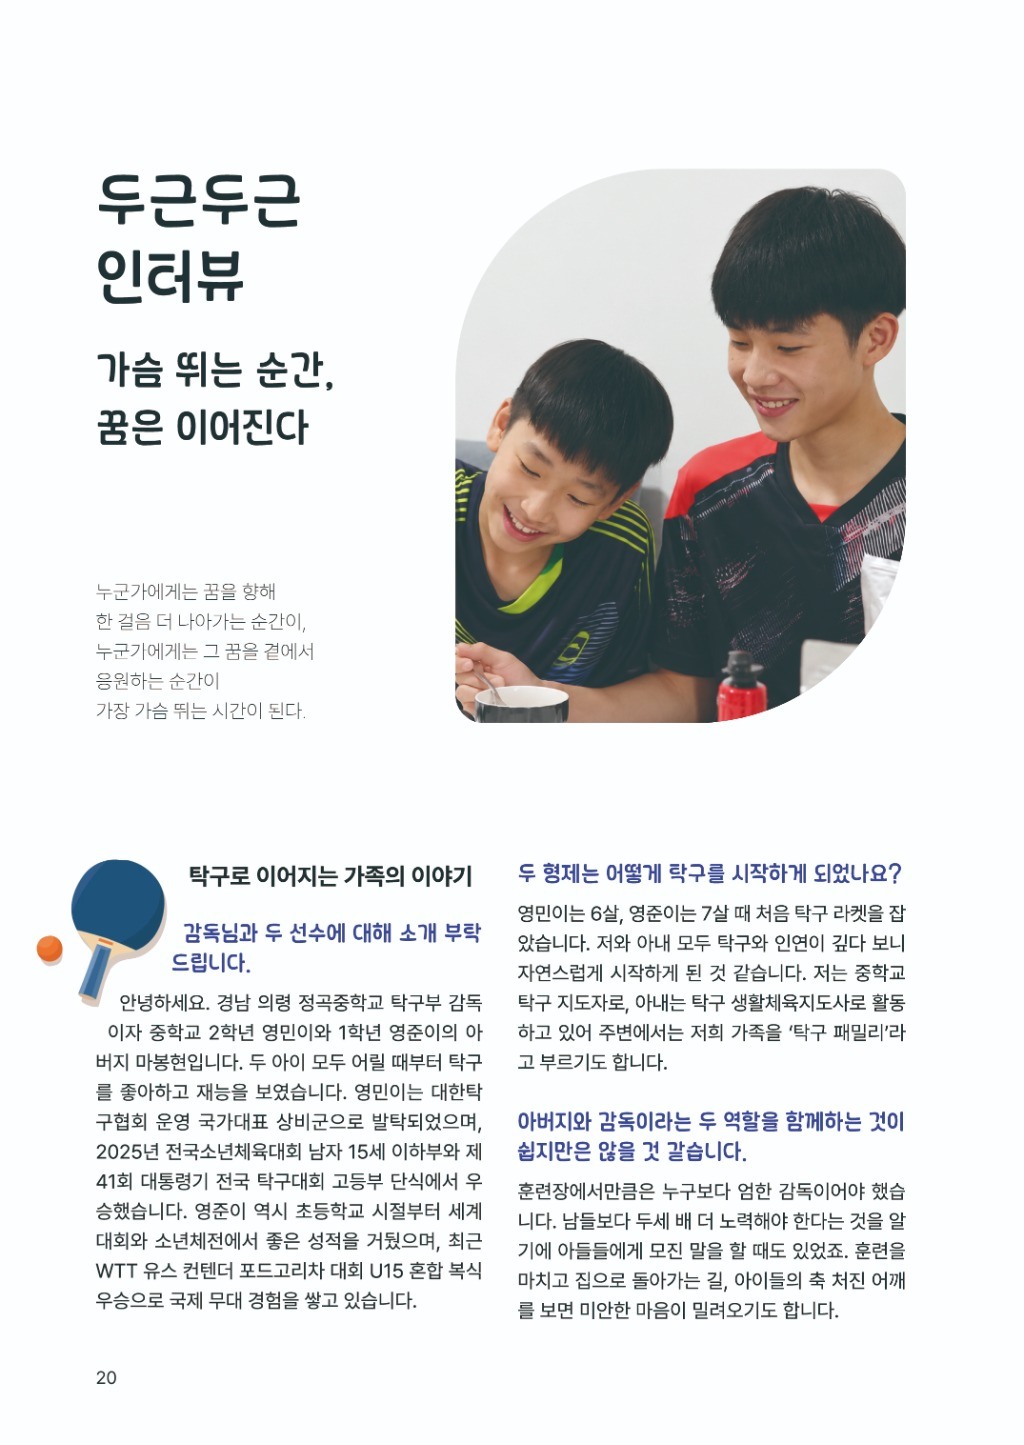 두근두근
인터뷰
가슴 뛰는 순간,
꿈은 이어진다
누군가에게는 꿈을 향해
한 걸음 더 나아가는 순간이,
누군가에게는 그 꿈을 곁에서
응원하는 순간이
가장 가슴 뛰는 시간이 된다.
탁구로 이어지는 가족의 이야기
감독님과 두 선수에 대해 소개 부탁
드립니다.
안녕하세요. 경남 의령 정곡중학교 탁구부 감독
이자 중학교 2학년 영민이와 1학년 영준이의 아
버지 마봉현입니다. 두 아이 모두 어릴 때부터 탁구
를 좋아하고 재능을 보였습니다. 영민이는 대한탁
구협회 운영 국가대표 상비군으로 발탁되었으며,
2025년 전국소년체육대회 남자 15세 이하부와 제
41회 대통령기 전국 탁구대회 고등부 단식에서 우
승했습니다. 영준이 역시 초등학교 시절부터 세계
대회와 소년체전에서 좋은 성적을 거뒀으며, 최근
WTT 유스 컨텐더 포드고리차 대회 U15 혼합 복식
우승으로 국제 무대 경험을 쌓고 있습니다.
두 형제는 어떻게 탁구를 시작하게 되었나요?
영민이는 6살, 영준이는 7살 때 처음 탁구 라켓을 잡
았습니다. 저와 아내 모두 탁구와 인연이 깊다 보니
자연스럽게 시작하게 된 것 같습니다. 저는 중학교
탁구 지도자로, 아내는 탁구 생활체육지도사로 활동
하고 있어 주변에서는 저희 가족을 ‘탁구 패밀리’라
고 부르기도 합니다.
아버지와 감독이라는 두 역할을 함께하는 것이
쉽지만은 않을 것 같습니다.
훈련장에서만큼은 누구보다 엄한 감독이어야 했습
니다. 남들보다 두세 배 더 노력해야 한다는 것을 알
기에 아들들에게 모진 말을 할 때도 있었죠. 훈련을
마치고 집으로 돌아가는 길, 아이들의 축 처진 어깨
를 보면 미안한 마음이 밀려오기도 합니다.
20